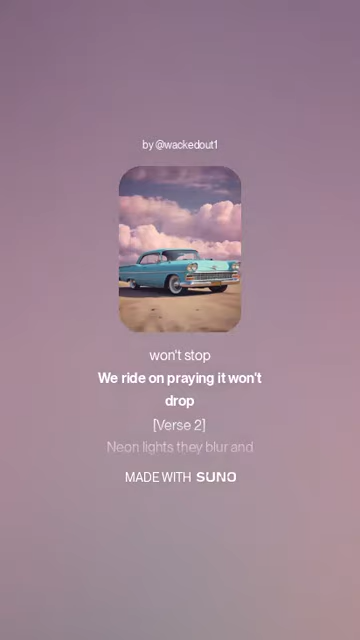 by @wackedout1
won't stop
We ride on praying it won't
drop
[Verse 2]
Neon lights they blur and
MADE WITH SUNO